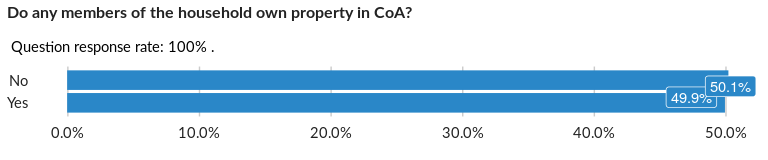 Do any members of the household own property in CoA?
Question response rate: 100% .
No
50.1%
Yes
49.9%
0.0% 10.0% 20.0% 30.0% 40.0% 50.0%